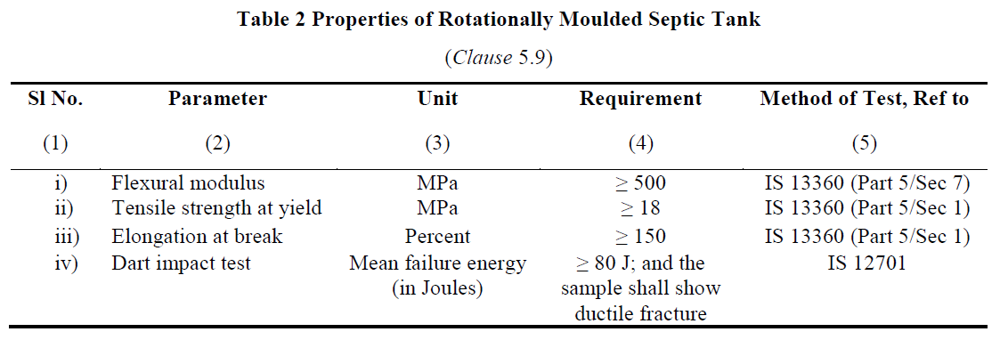 Table 2 Properties of Rotationally Moulded Septic Tank
(Clause 5.9)
Sl No. Parameter Unit Requirement Method of Test, Ref to
(1) (2) (3) (4) (5)
i) Flexural modulus MPa ≥ 500 IS 13360 (Part 5/Sec 7)
ii) Tensile strength at yield MPa ≥ 18 IS 13360 (Part 5/Sec 1)
iii) Elongation at break Percent ≥ 150 IS 13360 (Part 5/Sec 1)
iv) Dart impact test Mean failure energy ≥ 80 J; and the IS 12701
(in Joules) sample shall show
ductile fracture